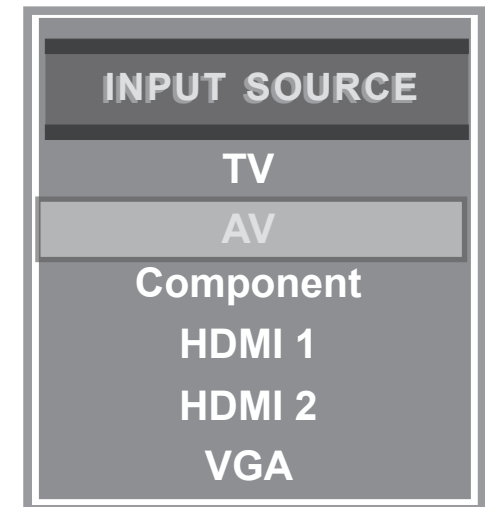 INPUT SOURCE
TV
AV
Component
HDMI 1
HDMI 2
VGA